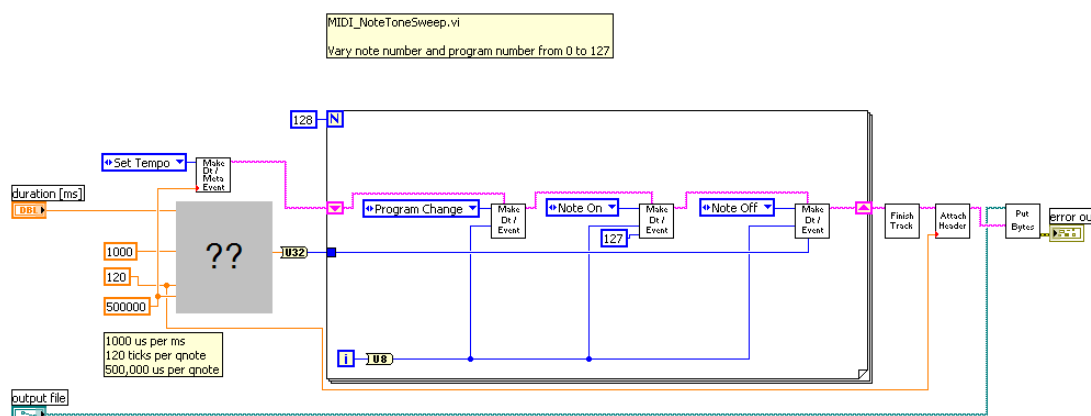 MIDI_NoteToneSweep.vi
Vary note number and program number from 0 to 127
128 N
Set Tempo
Make
Dt /
Meta
Event
duration [ms]
DBL
Program Change
Make
Dt /
Event
Note On
127
Make
Dt /
Event
Note Off
Make
Dt /
Event
Finish
Track
Attach
Header
Put
Bytes
error ou
??
U32
1000
120
500000
1000 us per ms
120 ticks per qnote
500,000 us per qnote
i
U8
output file